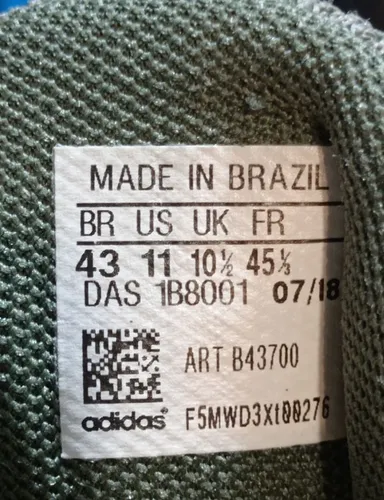 MADE IN BRAZIL
BR US UK FR
43 11 10½ 45⅓
DAS 1B8001 07/18
ART B43700
adidas F5MWD3Xt00276